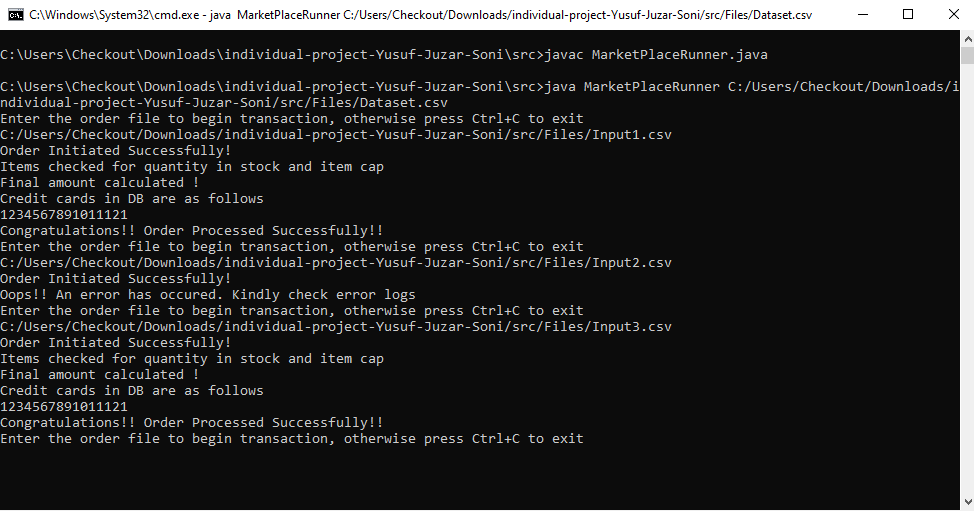 C:\Windows\System32\cmd.exe - java  MarketPlaceRunner C:/Users/Checkout/Downloads/individual-project-Yusuf-Juzar-Soni/src/Files/Dataset.csv
C:\Users\Checkout\Downloads\individual-project-Yusuf-Juzar-Soni\src>javac MarketPlaceRunner.java
C:\Users\Checkout\Downloads\individual-project-Yusuf-Juzar-Soni\src>java MarketPlaceRunner C:/Users/Checkout/Downloads/i
ndividual-project-Yusuf-Juzar-Soni/src/Files/Dataset.csv
Enter the order file to begin transaction, otherwise press Ctrl+C to exit
C:/Users/Checkout/Downloads/individual-project-Yusuf-Juzar-Soni/src/Files/Input1.csv
Order Initiated Successfully!
Items checked for quantity in stock and item cap
Final amount calculated !
Credit cards in DB are as follows
1234567891011121
Congratulations!! Order Processed Successfully!!
Enter the order file to begin transaction, otherwise press Ctrl+C to exit
C:/Users/Checkout/Downloads/individual-project-Yusuf-Juzar-Soni/src/Files/Input2.csv
Order Initiated Successfully!
Oops!! An error has occured. Kindly check error logs
Enter the order file to begin transaction, otherwise press Ctrl+C to exit
C:/Users/Checkout/Downloads/individual-project-Yusuf-Juzar-Soni/src/Files/Input3.csv
Order Initiated Successfully!
Items checked for quantity in stock and item cap
Final amount calculated !
Credit cards in DB are as follows
1234567891011121
Congratulations!! Order Processed Successfully!!
Enter the order file to begin transaction, otherwise press Ctrl+C to exit